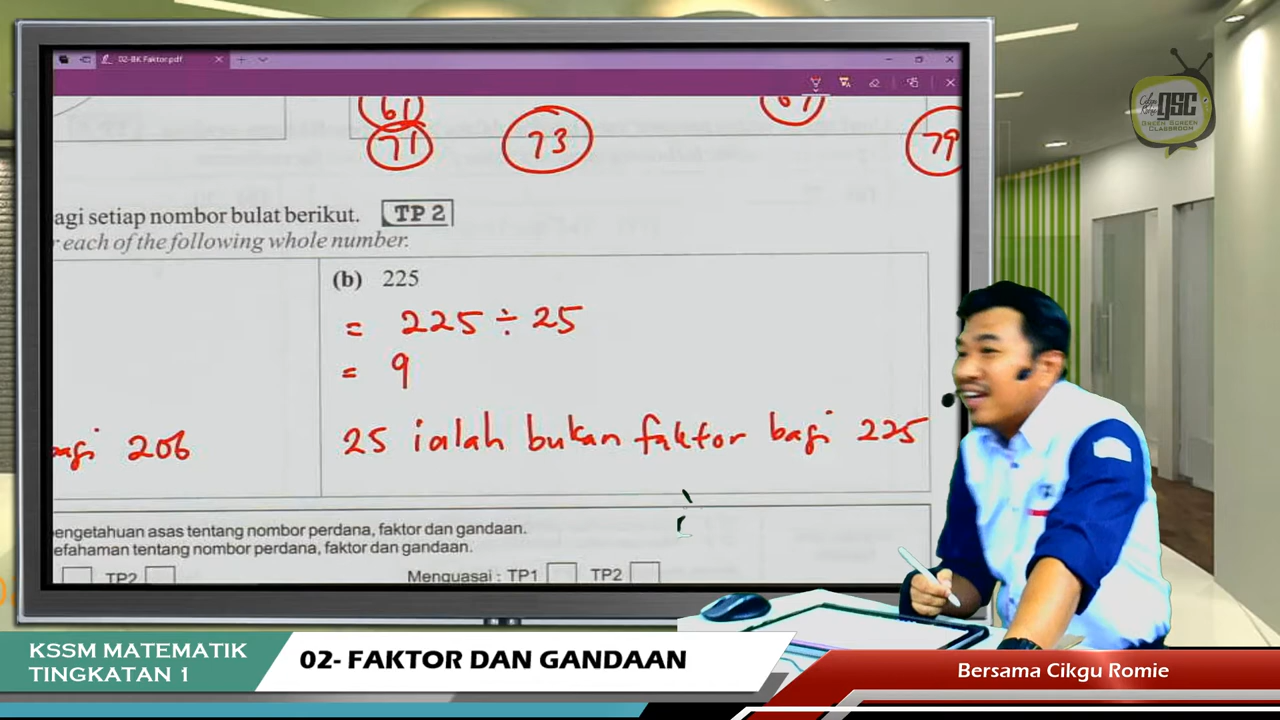 02-BK Faktor.pdf
61
67
71
73
79
agi setiap nombor bulat berikut. TP 2
r each of the following whole number.
(b) 225
= 225 ÷ 25
= 9
bagi 206
25 ialah bukan faktor bagi 225
pengetahuan asas tentang nombor perdana, faktor dan gandaan.
efahaman tentang nombor perdana, faktor dan gandaan.
TP2
Menguasai : TP1 TP2
GSC
GREEN SCREEN
CLASSROOM
KSSM MATEMATIK
TINGKATAN 1
02- FAKTOR DAN GANDAAN
Bersama Cikgu Romie